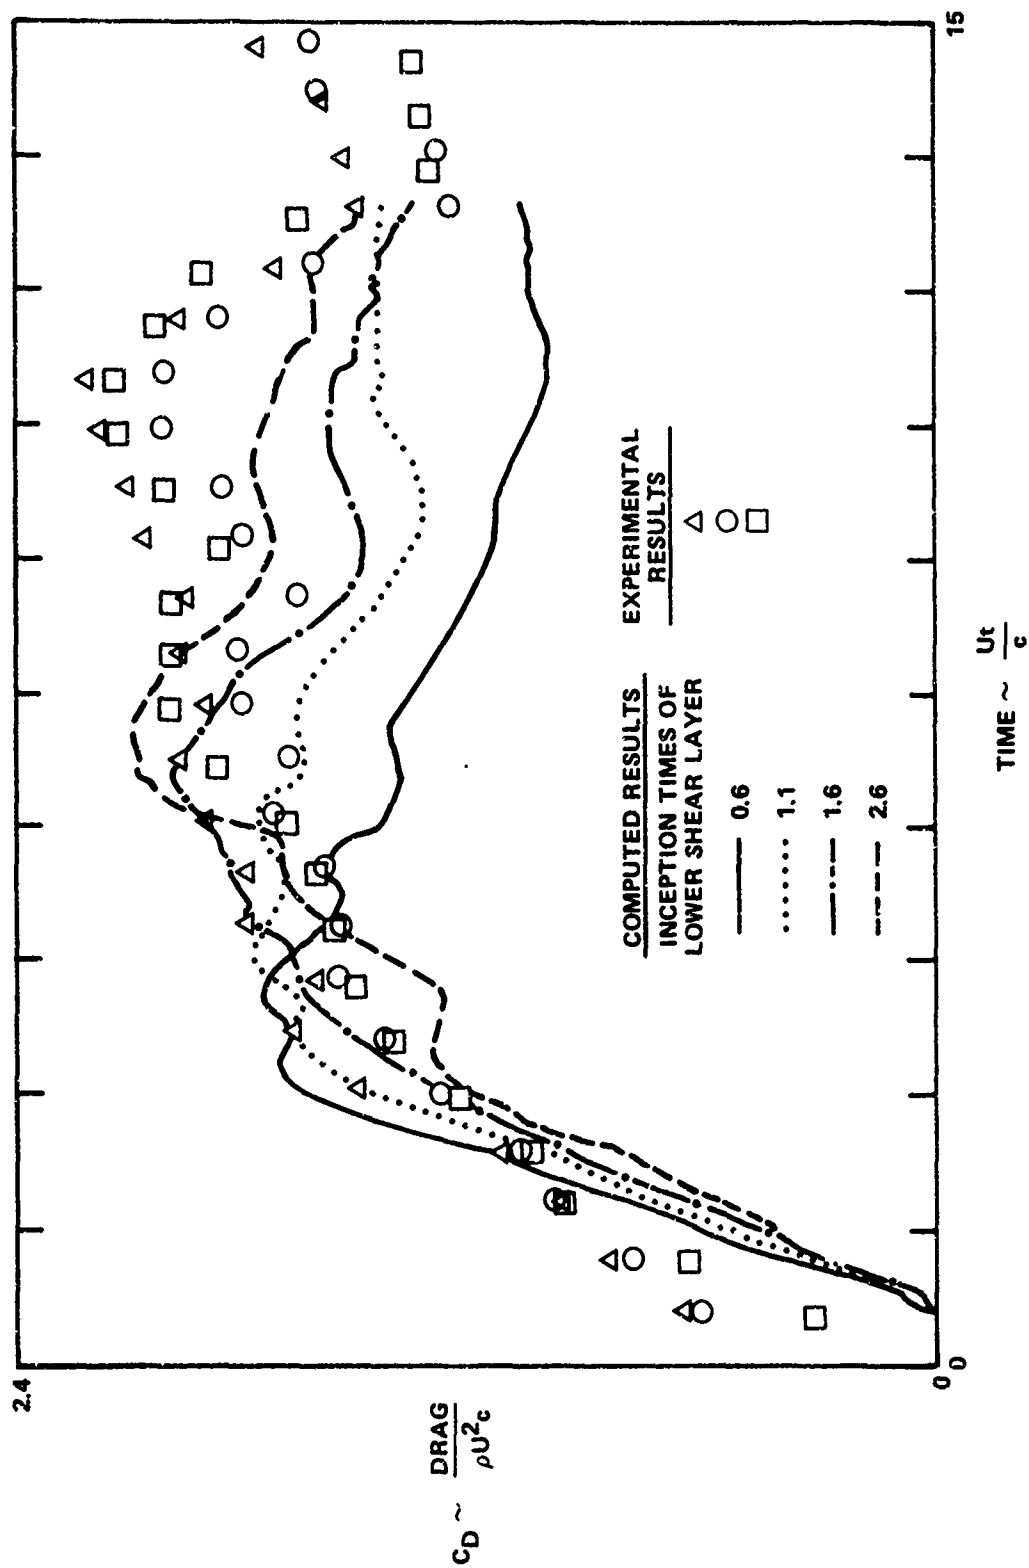 2.4
C_D ~ DRAG
ρU²c
0
0
15
TIME ~ Ut
c
COMPUTED RESULTS
INCEPTION TIMES OF
LOWER SHEAR LAYER
0.6
1.1
1.6
2.6
EXPERIMENTAL
RESULTS